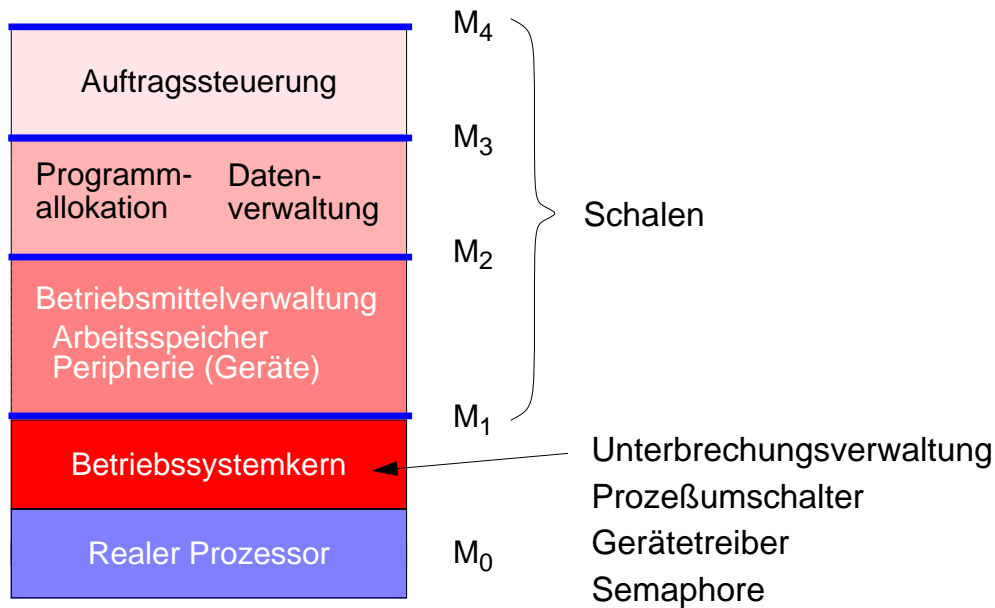 M4
Auftragssteuerung
M3
Programm- Daten-
allokation verwaltung
Schalen
M2
Betriebsmittelverwaltung
Arbeitsspeicher
Peripherie (Geräte)
M1
Betriebssystemkern
Unterbrechungsverwaltung
Prozeßumschalter
Gerätetreiber
Semaphore
Realer Prozessor
M0